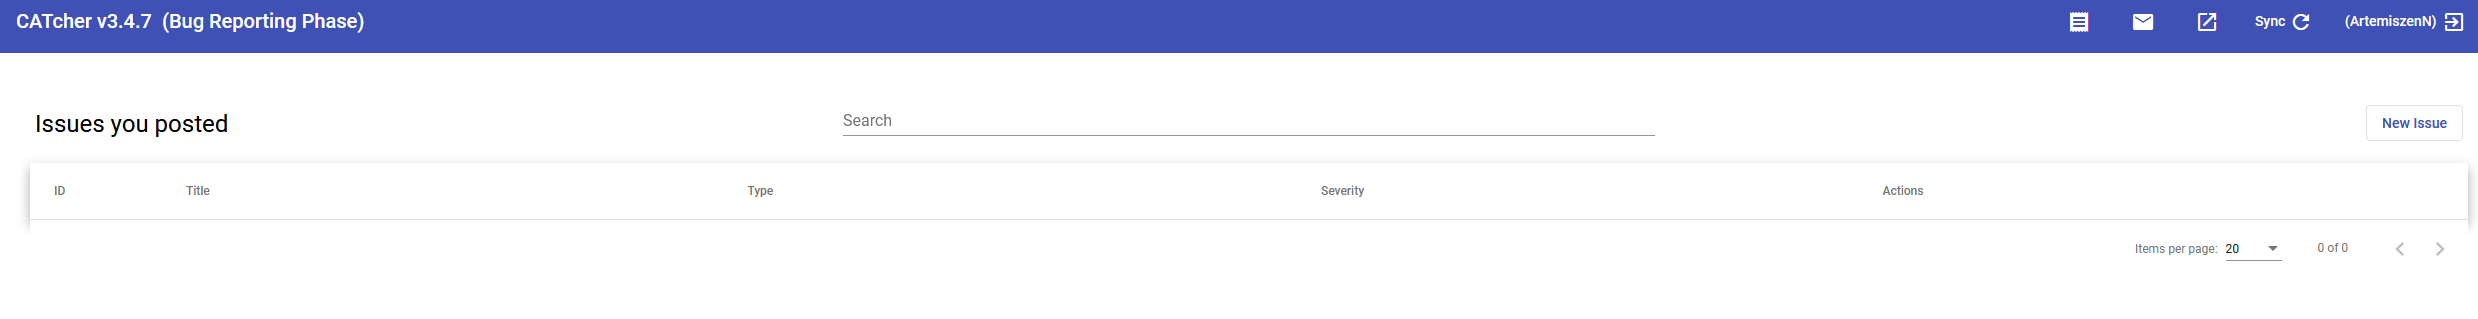 CATcher v3.4.7 (Bug Reporting Phase)
Sync
(ArtemiszenN)
Issues you posted
Search
New Issue
ID Title Type Severity Actions
Items per page: 20 0 of 0